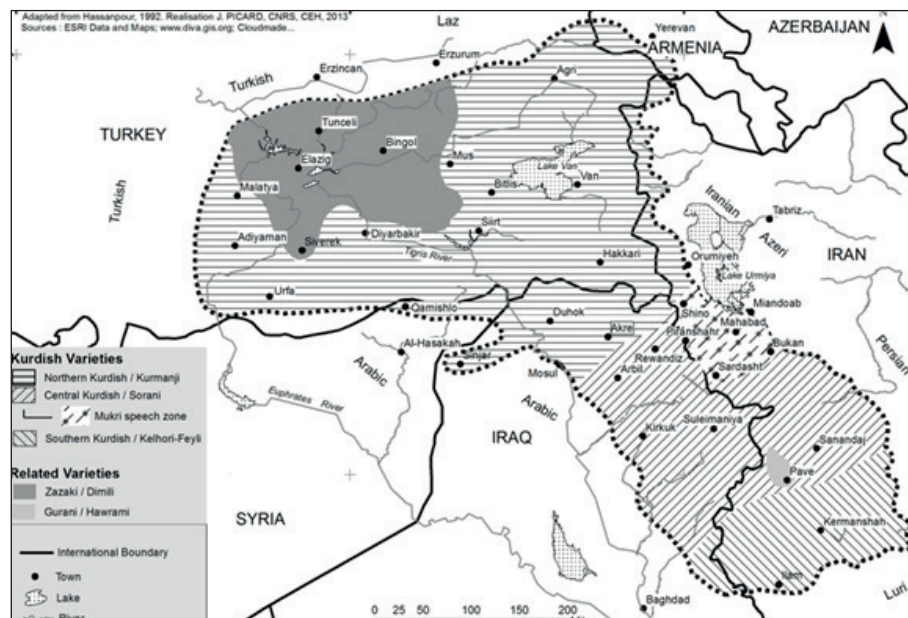 Adapted from Hassanpour, 1992. Realisation J. PICARD, CNRS, CEH, 2013
Sources : ESRI Data and Maps; www.diva.gis.org; Cloudmade...
Laz
Yerevan
AZERBAIJAN
ARMENIA
Erzurum
Erzincan
Turkish
Agri
TURKEY
Tunceli
Bingol
Mus
Elazig
Lake Van
Malatya
Bitlis
Van
Turkish
Iranian
Tabriz
Siirt
Adiyaman
Siverek
Diyarbakir
Azeri
IRAN
Tigris River
Hakkari
Orumiyeh
Lake Urmiya
Urfa
Qamishlo
Shino
Miandoab
Duhok
Mahabad
Akre
Piranshahr
Al-Hasakah
Rewandiz
Bukan
Persian
Sinjar
Mosul
Arbil
Sardasht
Arabic
Euphrates River
Arabic
Kirkuk
Suleimaniya
IRAQ
Sanandaj
Pave
SYRIA
Kermanshah
Ilam
Luri
Baghdad
Kurdish Varieties
Northern Kurdish / Kurmanji
Central Kurdish / Sorani
Mukri speech zone
Southern Kurdish / Kelhori-Feyli
Related Varieties
Zazaki / Dimili
Gurani / Hawrami
International Boundary
Town
Lake
River
0 25 50 100 150 200